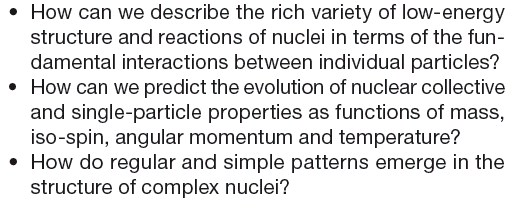 • How can we describe the rich variety of low-energy
structure and reactions of nuclei in terms of the fun-
damental interactions between individual particles?
• How can we predict the evolution of nuclear collective
and single-particle properties as functions of mass,
iso-spin, angular momentum and temperature?
• How do regular and simple patterns emerge in the
structure of complex nuclei?